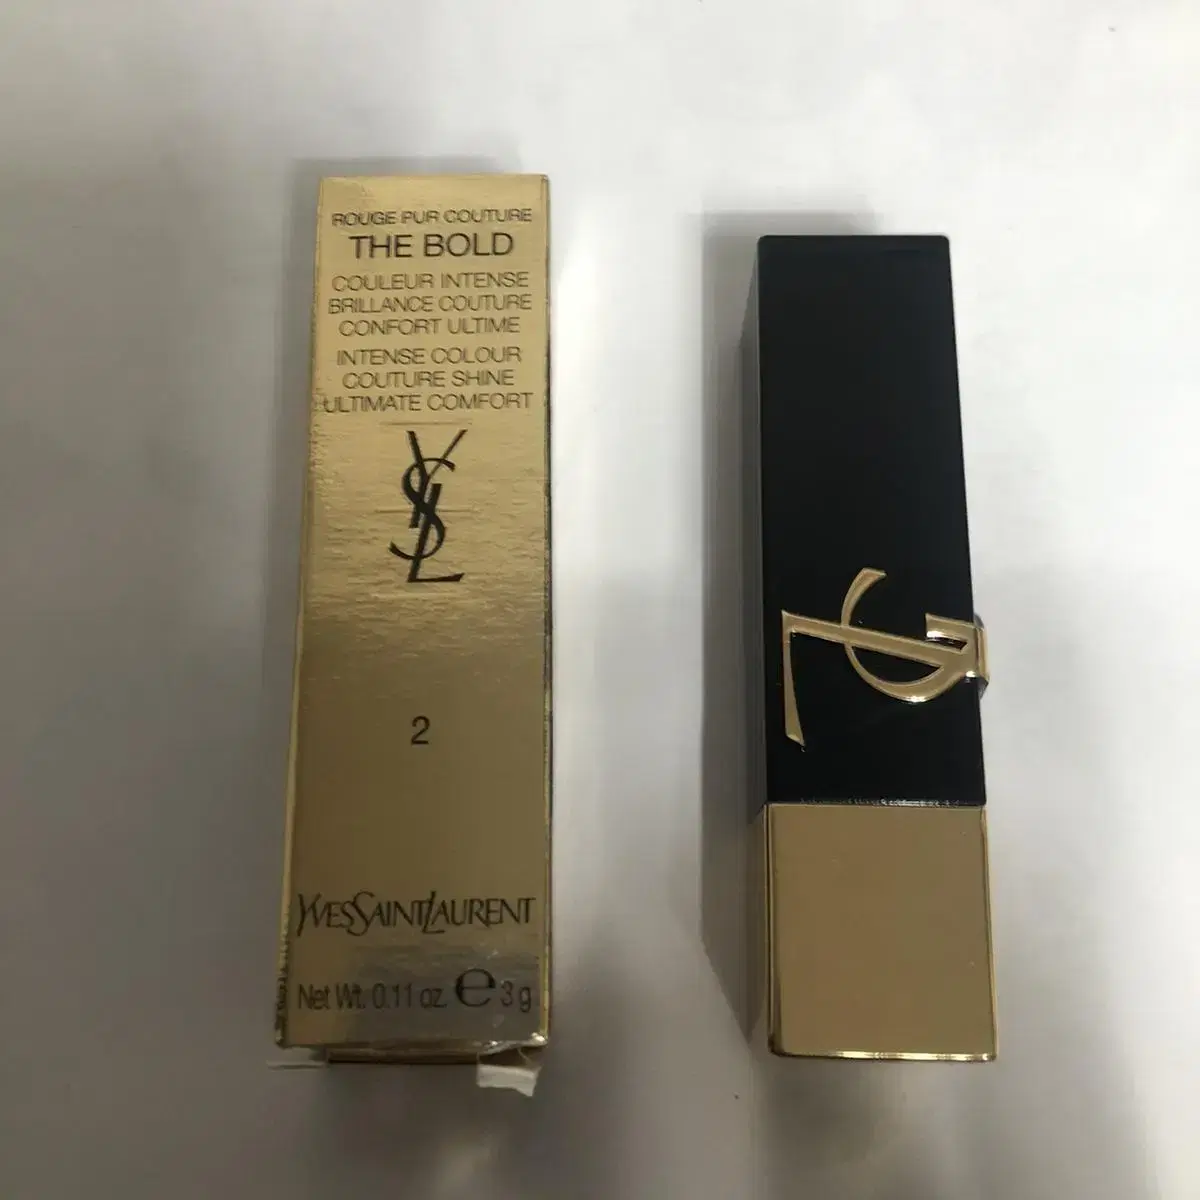 ROUGE PUR COUTURE
THE BOLD
COULEUR INTENSE
BRILLANCE COUTURE
CONFORT ULTIME
INTENSE COLOUR
COUTURE SHINE
ULTIMATE COMFORT
YSL
2
YVESSAINTLAURENT
Net Wt. 0.11 oz. ℮ 3 g
YSL